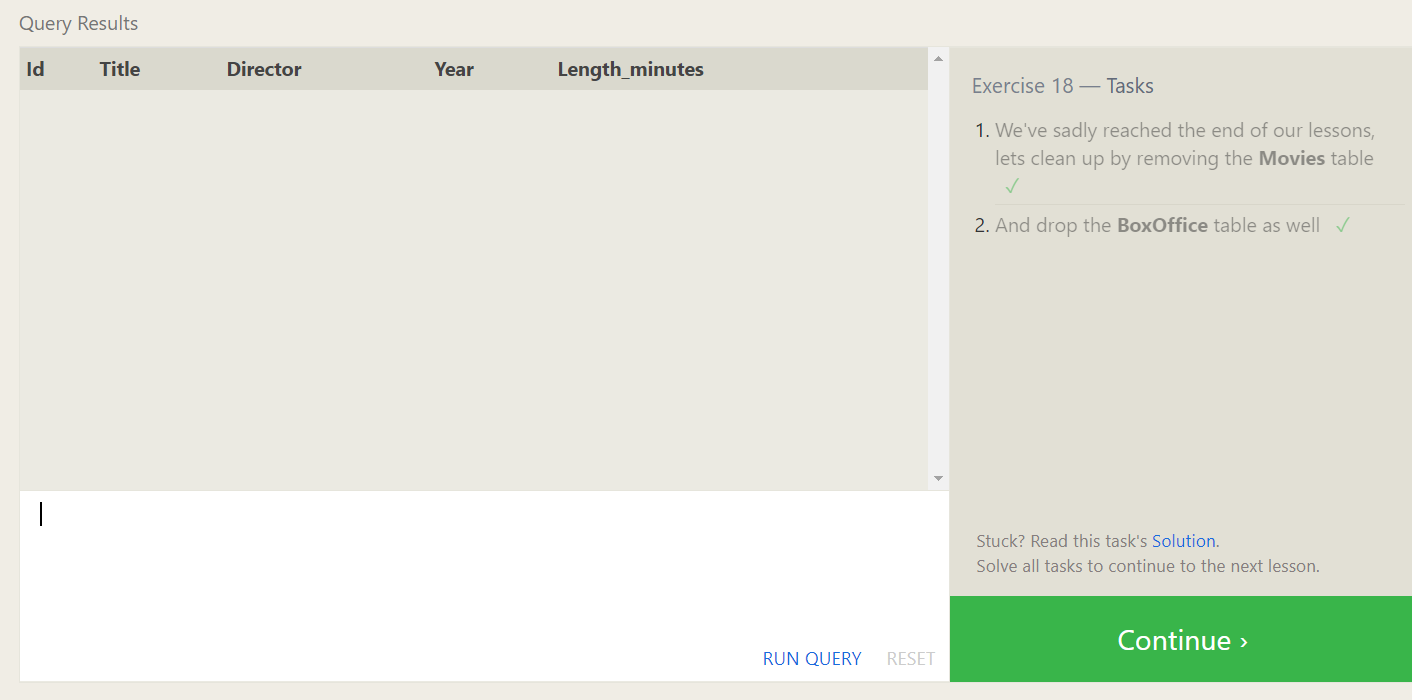 Query Results
Id Title Director Year Length_minutes
Exercise 18 — Tasks
1. We've sadly reached the end of our lessons,
lets clean up by removing the Movies table
✓
2. And drop the BoxOffice table as well ✓
Stuck? Read this task's Solution.
Solve all tasks to continue to the next lesson.
RUN QUERY RESET
Continue ›